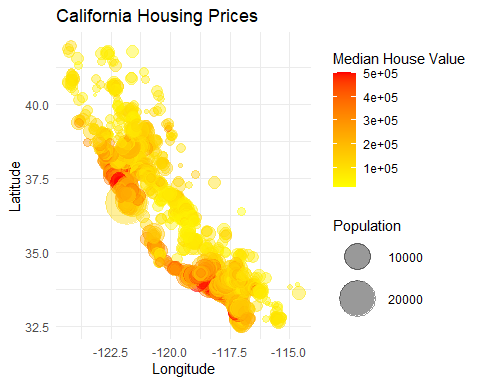 California Housing Prices
Latitude
40.0
37.5
35.0
32.5
-122.5
-120.0
-117.5
-115.0
Longitude
Median House Value
5e+05
4e+05
3e+05
2e+05
1e+05
Population
10000
20000